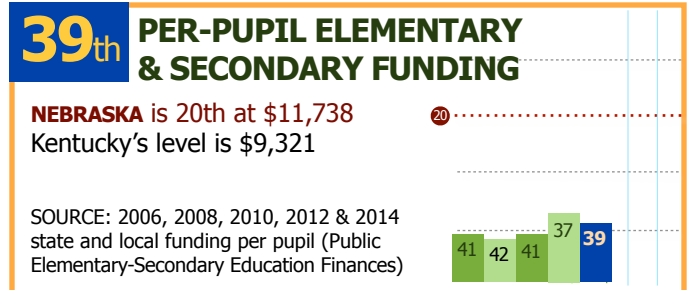 39th
PER-PUPIL ELEMENTARY
& SECONDARY FUNDING
NEBRASKA is 20th at $11,738
Kentucky's level is $9,321
20
SOURCE: 2006, 2008, 2010, 2012 & 2014
state and local funding per pupil (Public
Elementary-Secondary Education Finances)
41 42 41 37 39